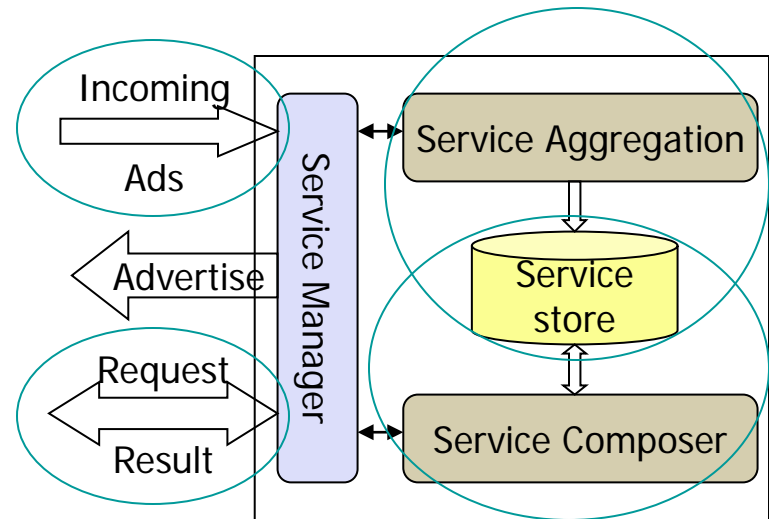 Incoming
Ads
Advertise
Request
Result
Service Manager
Service Aggregation
Service
store
Service Composer